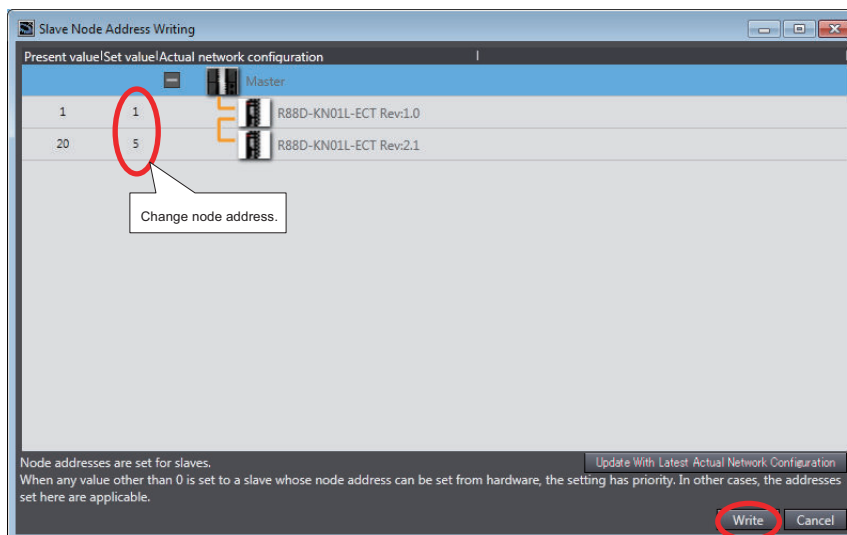 Slave Node Address Writing
Present value|Set value|Actual network configuration
Master
1 1 R88D-KN01L-ECT Rev:1.0
20 5 R88D-KN01L-ECT Rev:2.1
Change node address.
Node addresses are set for slaves.
Update With Latest Actual Network Configuration
When any value other than 0 is set to a slave whose node address can be set from hardware, the setting has priority. In other cases, the addresses
set here are applicable.
Write Cancel